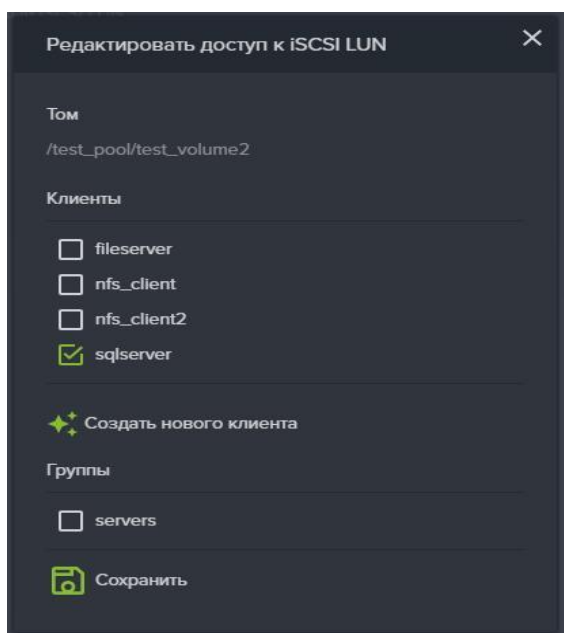 Редактировать доступ к iSCSI LUN
Том
/test_pool/test_volume2
Клиенты
fileserver
nfs_client
nfs_client2
sqlserver
Создать нового клиента
Группы
servers
Сохранить